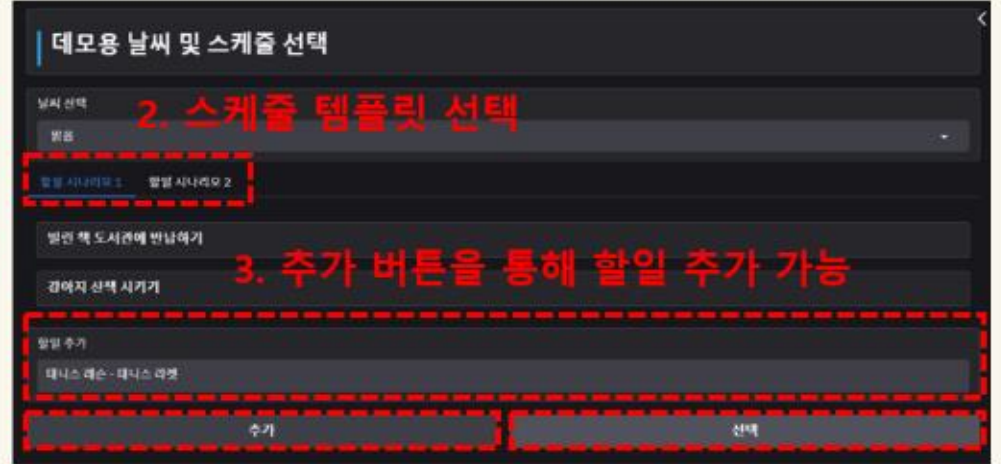 데모용 날씨 및 스케줄 선택
날씨 선택
2. 스케줄 템플릿 선택
맑음
할일 시나리오 1 할일 시나리오 2
빌린 책 도서관에 반납하기
3. 추가 버튼을 통해 할일 추가 가능
강아지 산책 시키기
할일 추가
테니스 레슨 - 테니스 라켓
추가 선택